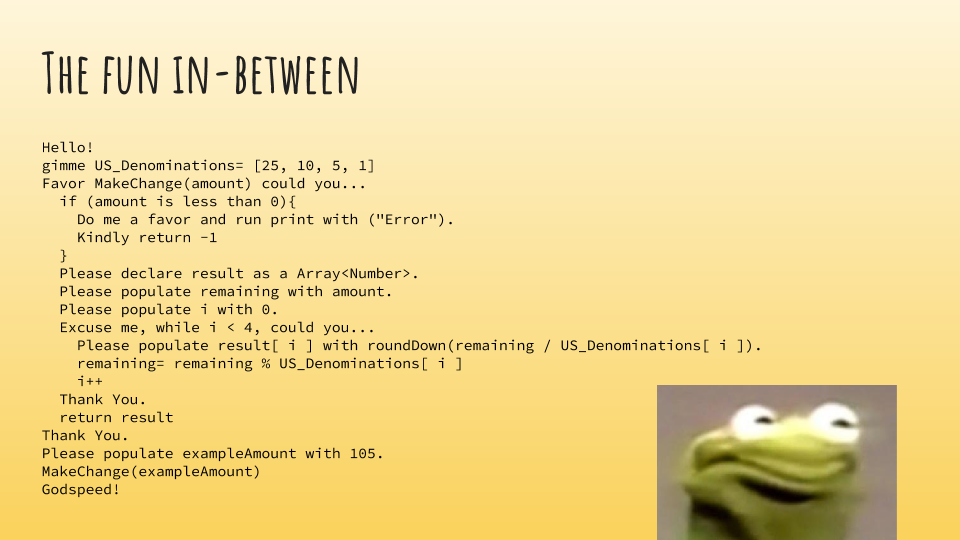 The fun in-between
Hello!
gimme US_Denominations= [25, 10, 5, 1]
Favor MakeChange(amount) could you...
  if (amount is less than 0){
    Do me a favor and run print with ("Error").
    Kindly return -1
  }
  Please declare result as a Array<Number>.
  Please populate remaining with amount.
  Please populate i with 0.
  Excuse me, while i < 4, could you...
    Please populate result[ i ] with roundDown(remaining / US_Denominations[ i ]).
    remaining= remaining % US_Denominations[ i ]
    i++
  Thank You.
  return result
Thank You.
Please populate exampleAmount with 105.
MakeChange(exampleAmount)
Godspeed!